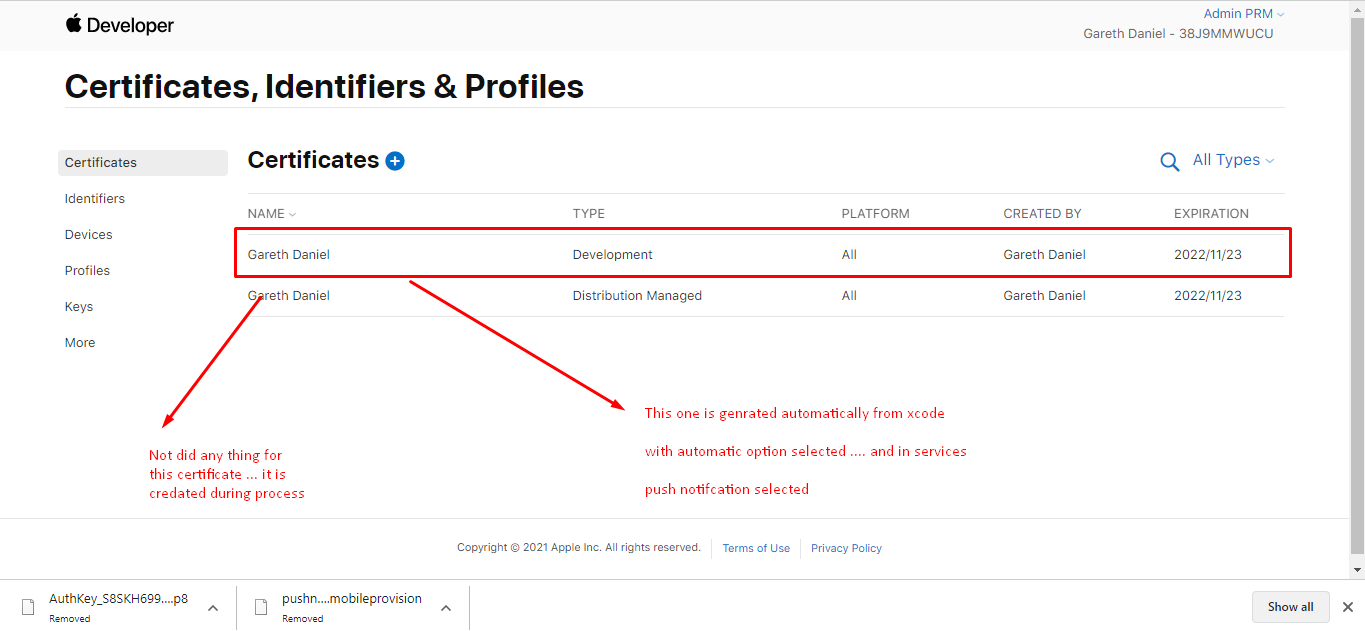 Developer
Admin PRM
Gareth Daniel - 38J9MMWUCU
Certificates, Identifiers & Profiles
Certificates
Identifiers
Devices
Profiles
Keys
More
Certificates
All Types
NAME TYPE PLATFORM CREATED BY EXPIRATION
Gareth Daniel Development All Gareth Daniel 2022/11/23
Gareth Daniel Distribution Managed All Gareth Daniel 2022/11/23
Not did any thing for
this certificate ... it is
credated during process
This one is genrated automatically from xcode
with automatic option selected .... and in services
push notifcation selected
Copyright © 2021 Apple Inc. All rights reserved. Terms of Use Privacy Policy
AuthKey_S8SKH699....p8
Removed
pushn....mobileprovision
Removed
Show all